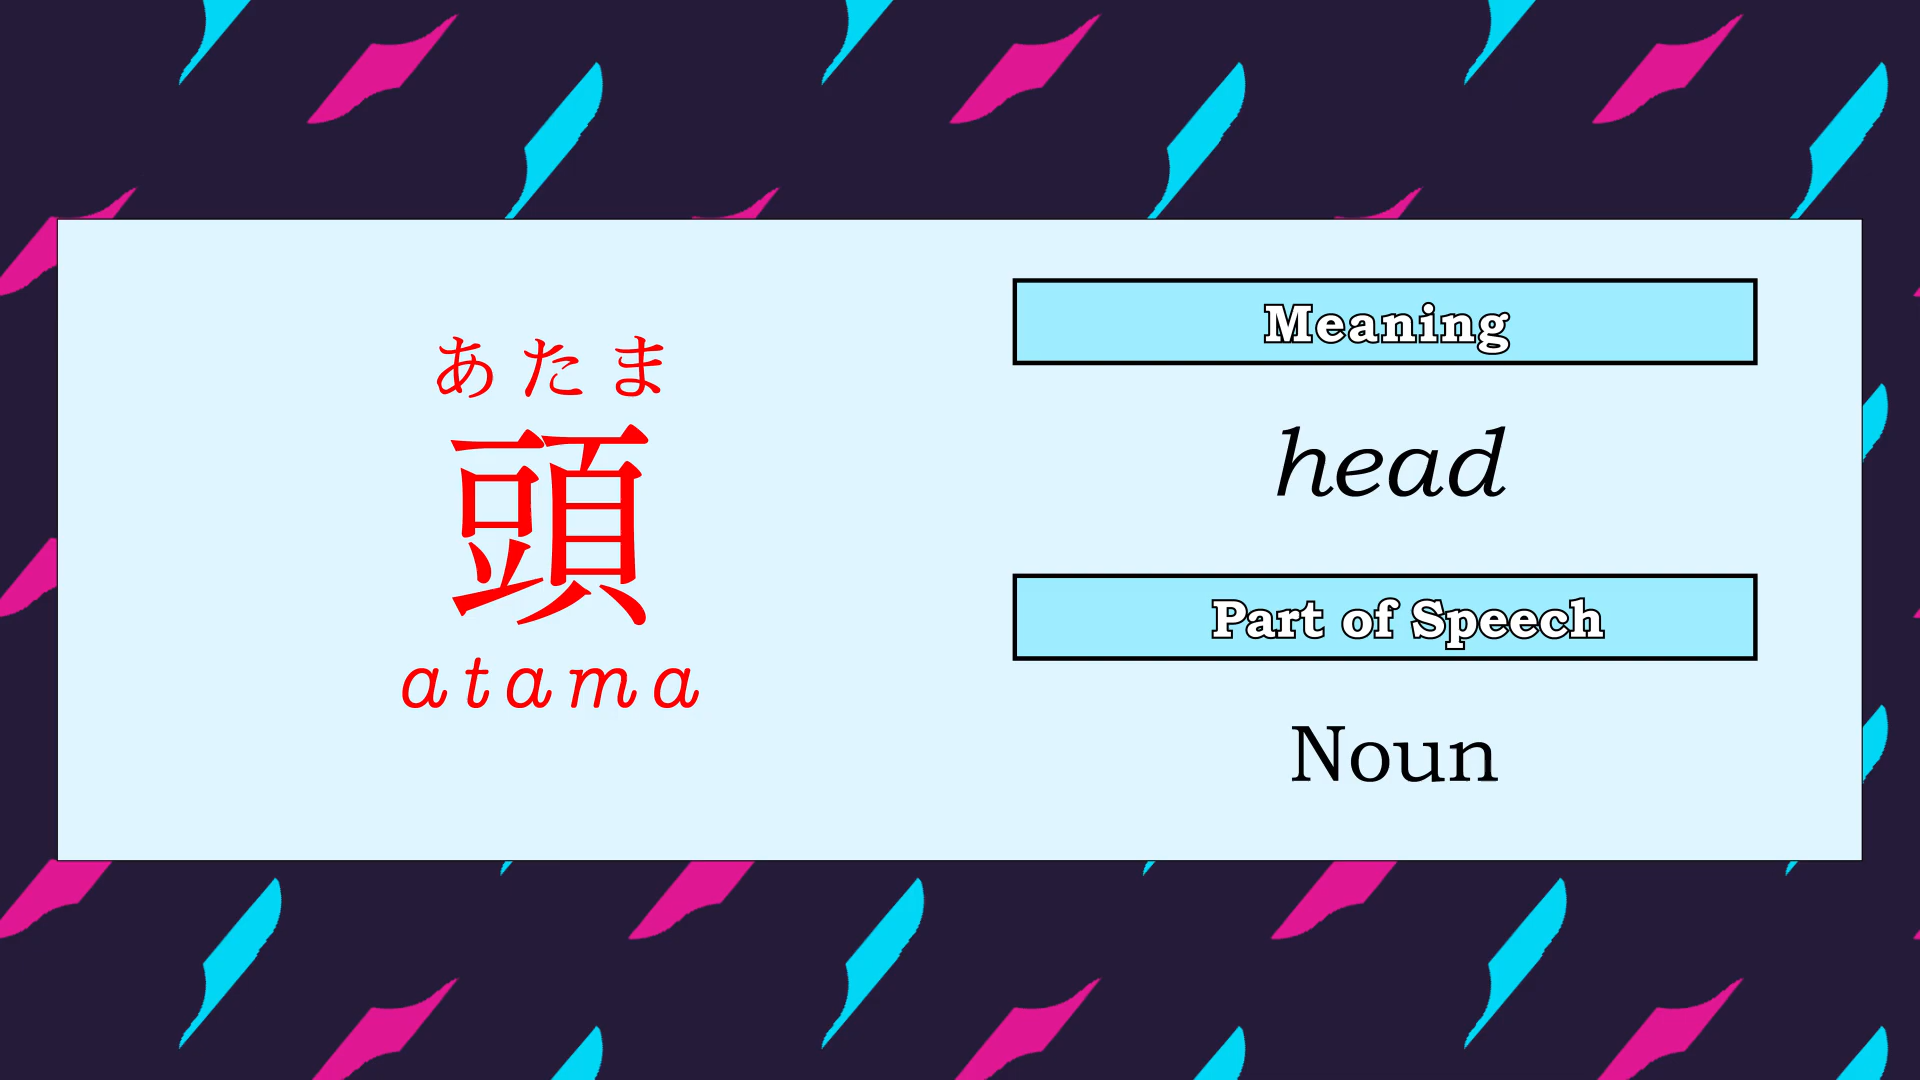 あたま
頭
atama
Meaning
head
Part of Speech
Noun